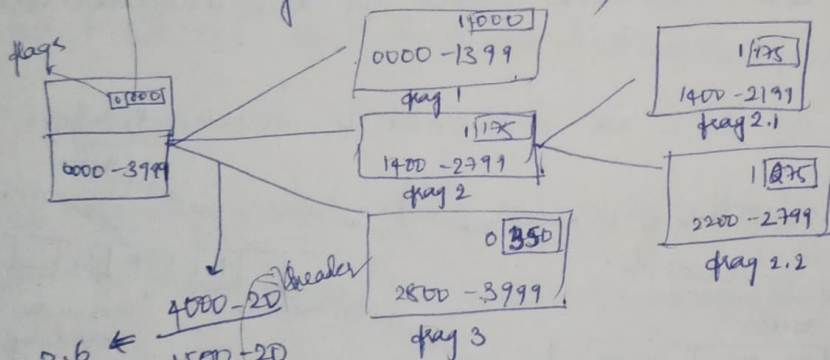 flags
0 000
0000 - 3999
1 000
0000 - 1399
frag 1
1 175
1400 - 2799
frag 2
0 350
2800 - 3999
frag 3
1 175
1400 - 2199
frag 2.1
1 275
2200 - 2799
frag 2.2
4000 - 20
header
1500 - 20